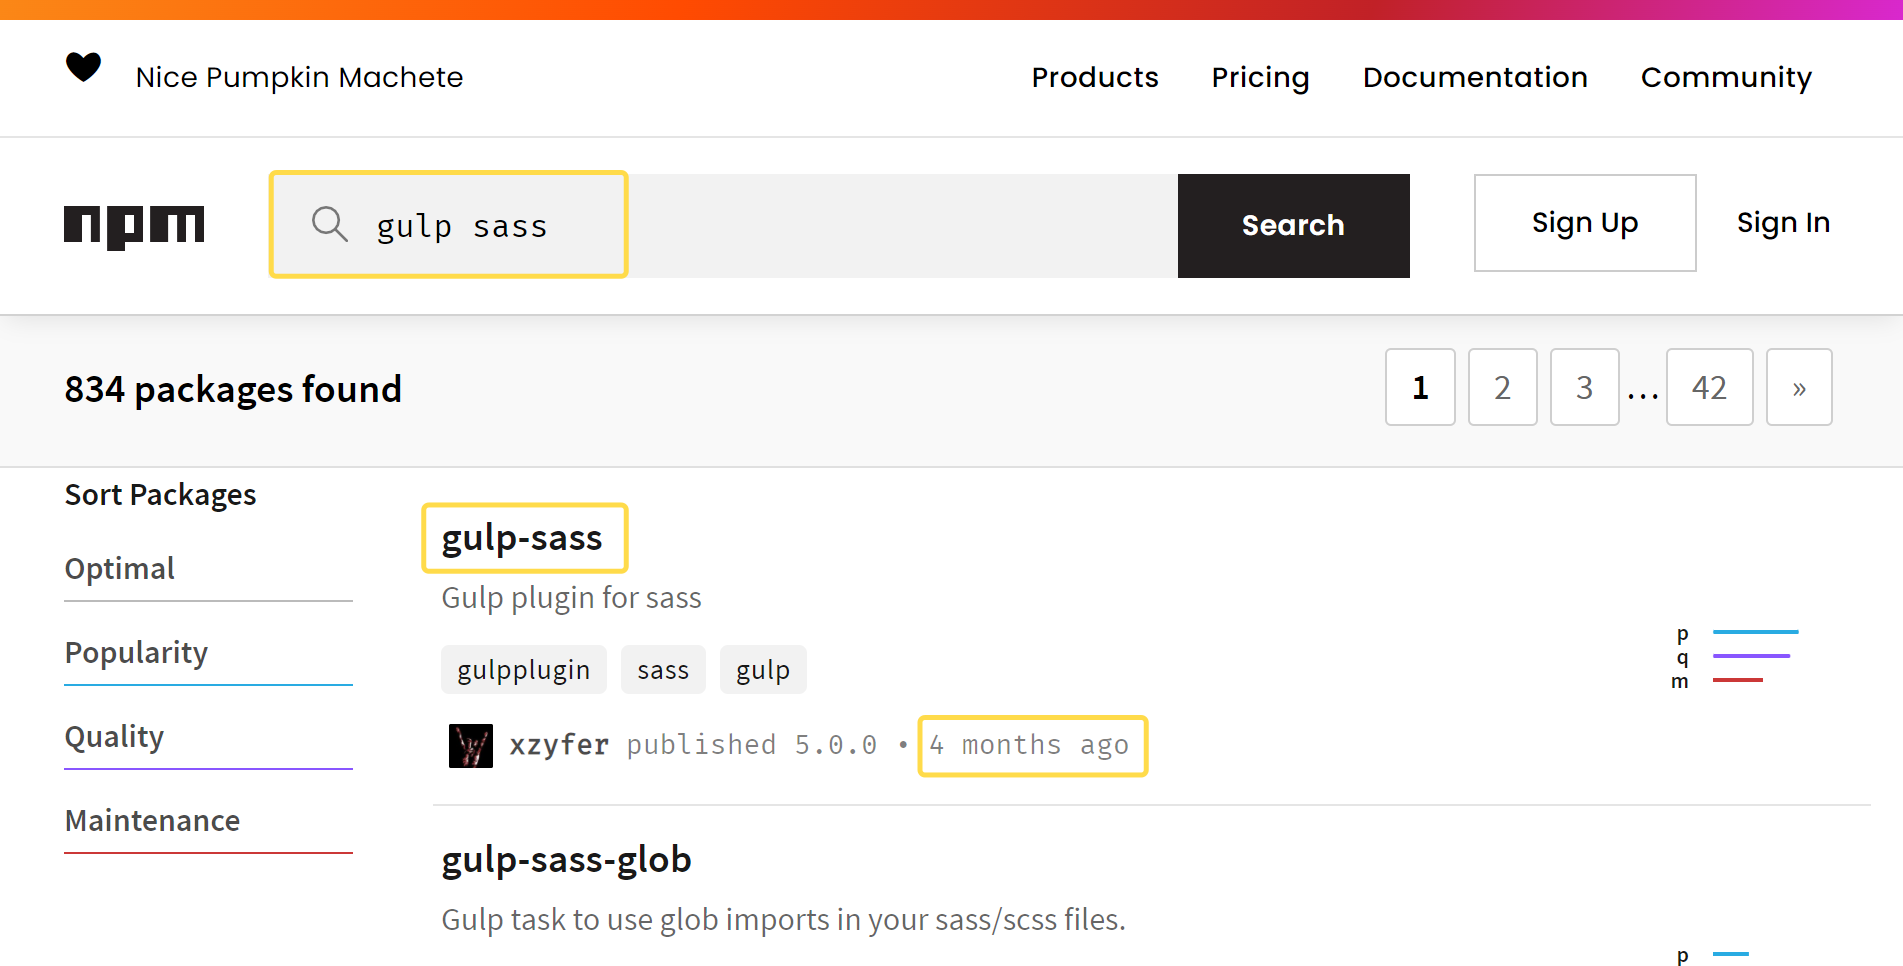 Nice Pumpkin Machete
Products Pricing Documentation Community
npm
gulp sass
Search
Sign Up
Sign In
834 packages found
1 2 3 ... 42 »
Sort Packages
Optimal
Popularity
Quality
Maintenance
gulp-sass
Gulp plugin for sass
gulpplugin sass gulp
xzyfer published 5.0.0 • 4 months ago
p
q
m
gulp-sass-glob
Gulp task to use glob imports in your sass/scss files.
p